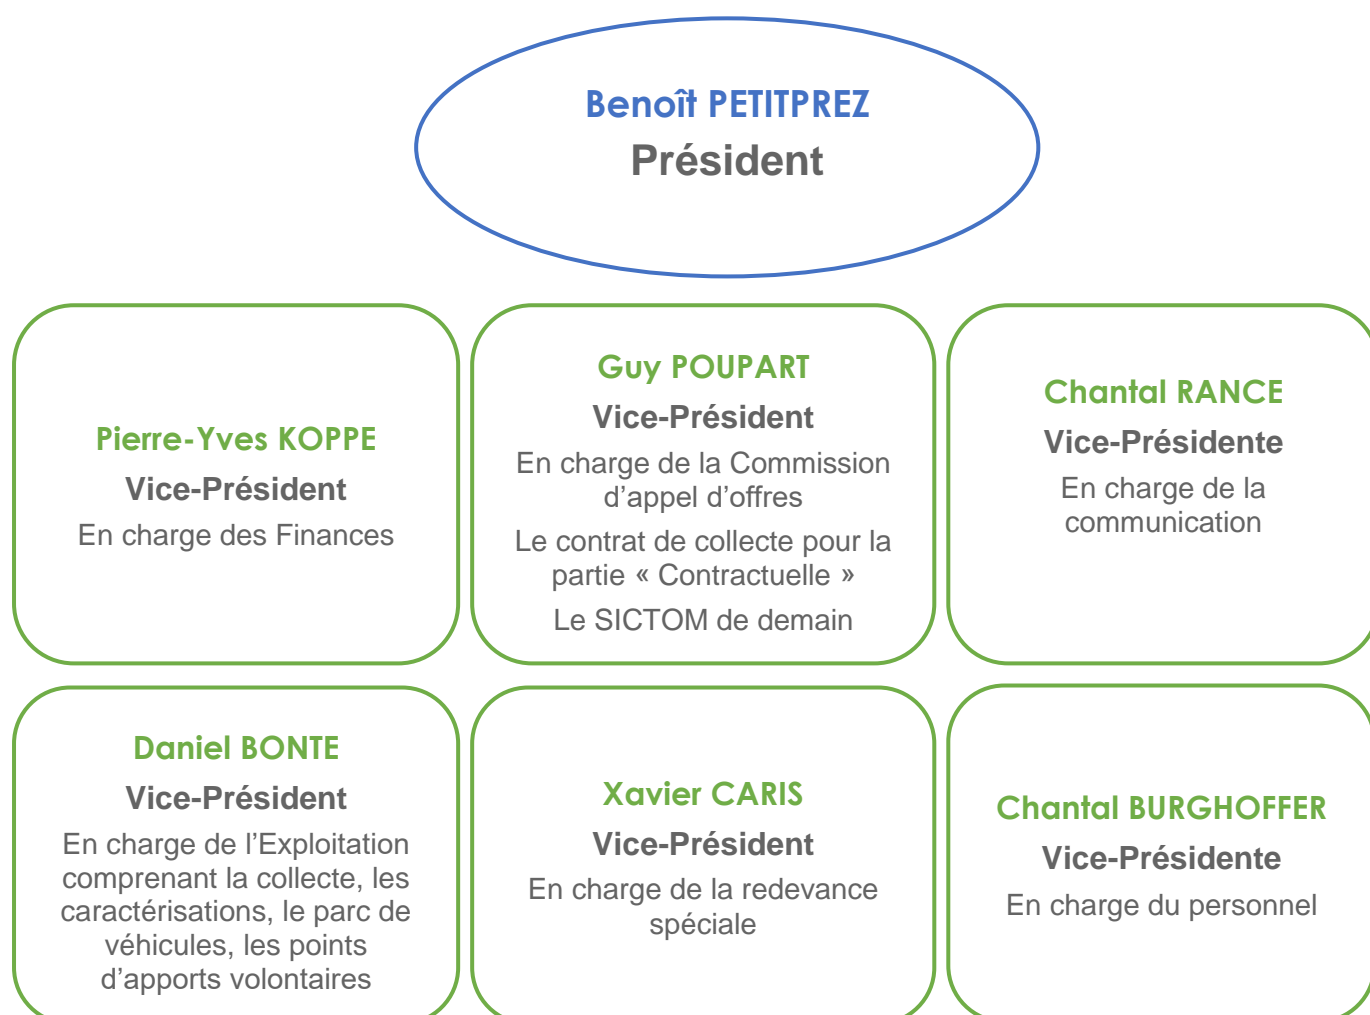 Benoît PETITPREZ
Président
Pierre-Yves KOPPE
Vice-Président
En charge des Finances
Guy POUPART
Vice-Président
En charge de la Commission
d’appel d’offres
Le contrat de collecte pour la
partie « Contractuelle »
Le SICTOM de demain
Chantal RANCE
Vice-Présidente
En charge de la
communication
Daniel BONTE
Vice-Président
En charge de l’Exploitation
comprenant la collecte, les
caractérisations, le parc de
véhicules, les points
d’apports volontaires
Xavier CARIS
Vice-Président
En charge de la redevance
spéciale
Chantal BURGHOFFER
Vice-Présidente
En charge du personnel